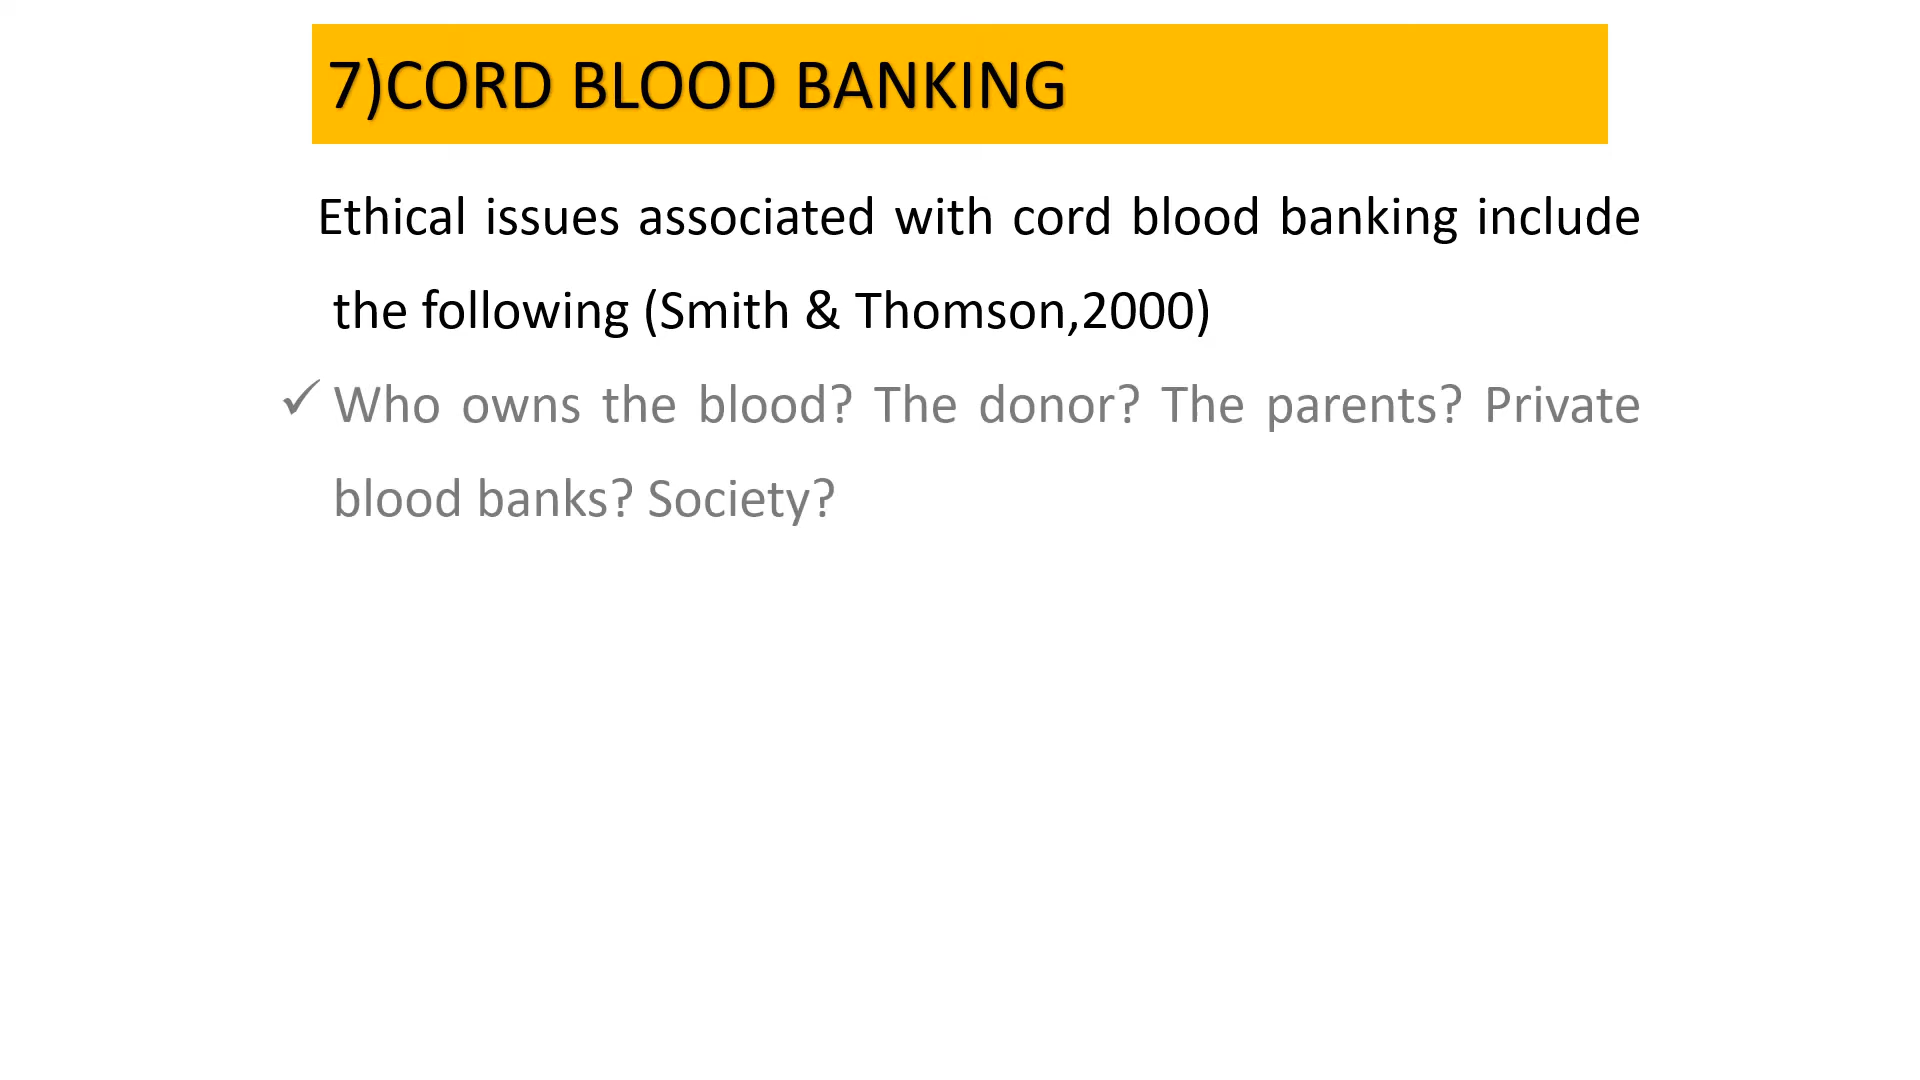 7)CORD BLOOD BANKING
Ethical issues associated with cord blood banking include
the following (Smith & Thomson,2000)
✓ Who owns the blood? The donor? The parents? Private
blood banks? Society?